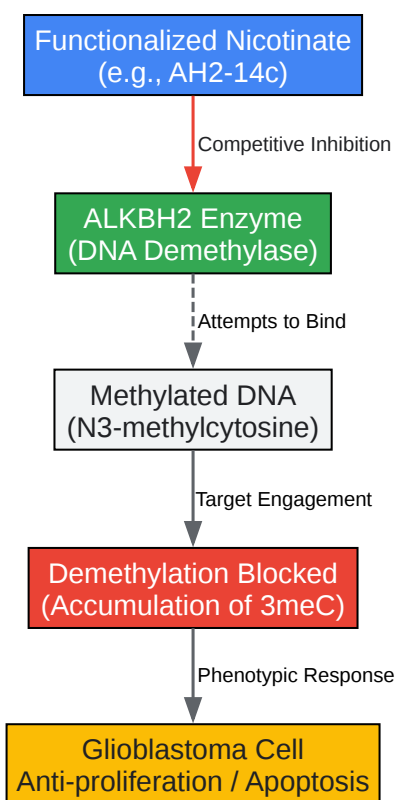 Functionalized Nicotinate
(e.g., AH2-14c)
Competitive Inhibition
ALKBH2 Enzyme
(DNA Demethylase)
Attempts to Bind
Methylated DNA
(N3-methylcytosine)
Target Engagement
Demethylation Blocked
(Accumulation of 3meC)
Phenotypic Response
Glioblastoma Cell
Anti-proliferation / Apoptosis